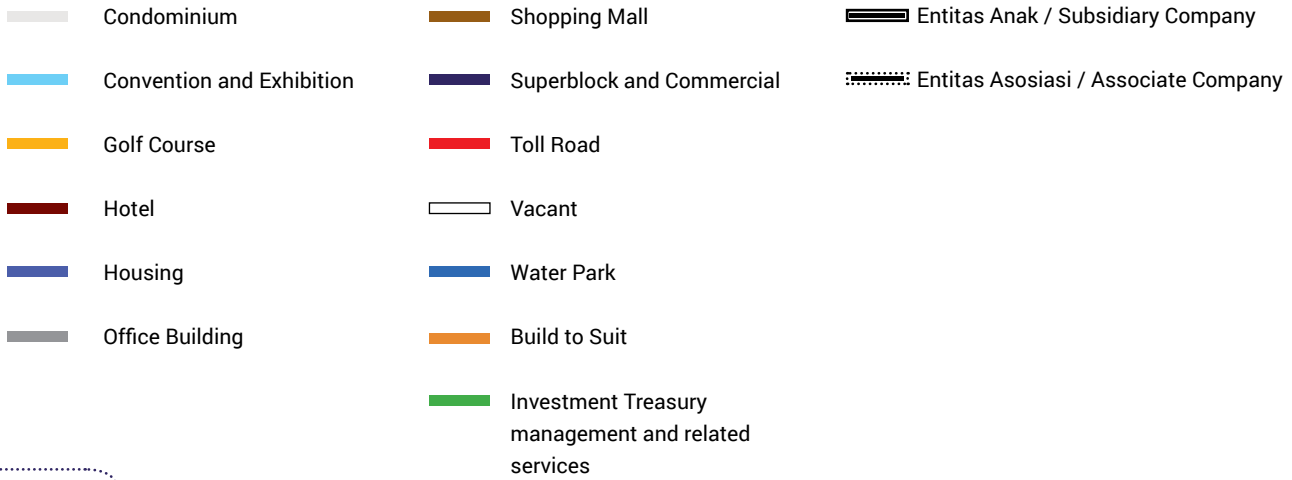 Condominium
Convention and Exhibition
Golf Course
Hotel
Housing
Office Building
Shopping Mall
Superblock and Commercial
Toll Road
Vacant
Water Park
Build to Suit
Investment Treasury
management and related
services
Entitas Anak / Subsidiary Company
Entitas Asosiasi / Associate Company